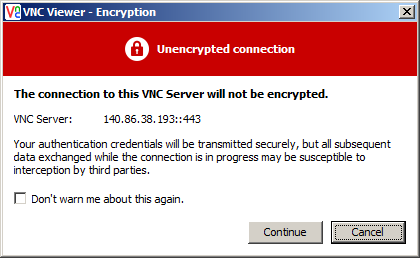 VNC Viewer - Encryption
Unencrypted connection
The connection to this VNC Server will not be encrypted.
VNC Server: 140.86.38.193::443
Your authentication credentials will be transmitted securely, but all subsequent
data exchanged while the connection is in progress may be susceptible to
interception by third parties.
Don't warn me about this again.
Continue Cancel